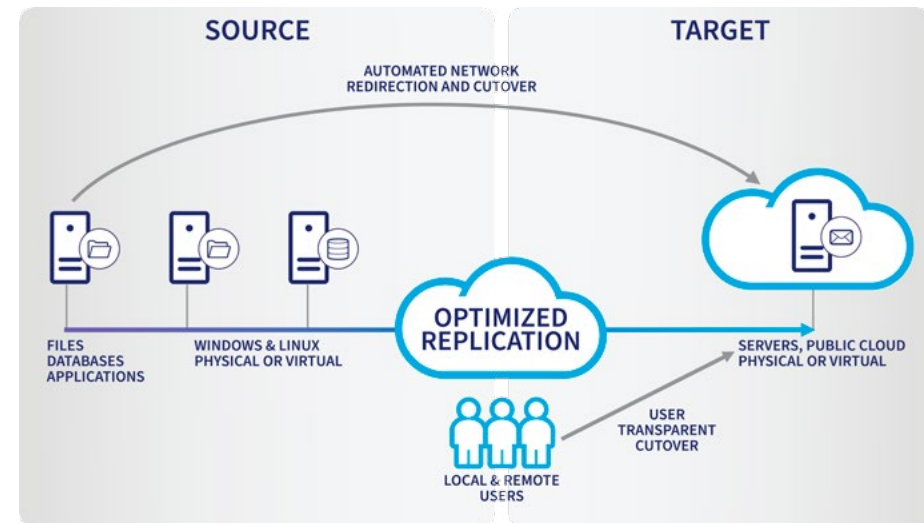 SOURCE
TARGET
AUTOMATED NETWORK
REDIRECTION AND CUTOVER
OPTIMIZED
REPLICATION
FILES
DATABASES
APPLICATIONS
WINDOWS & LINUX
PHYSICAL OR VIRTUAL
SERVERS, PUBLIC CLOUD
PHYSICAL OR VIRTUAL
USER
TRANSPARENT
CUTOVER
LOCAL & REMOTE
USERS